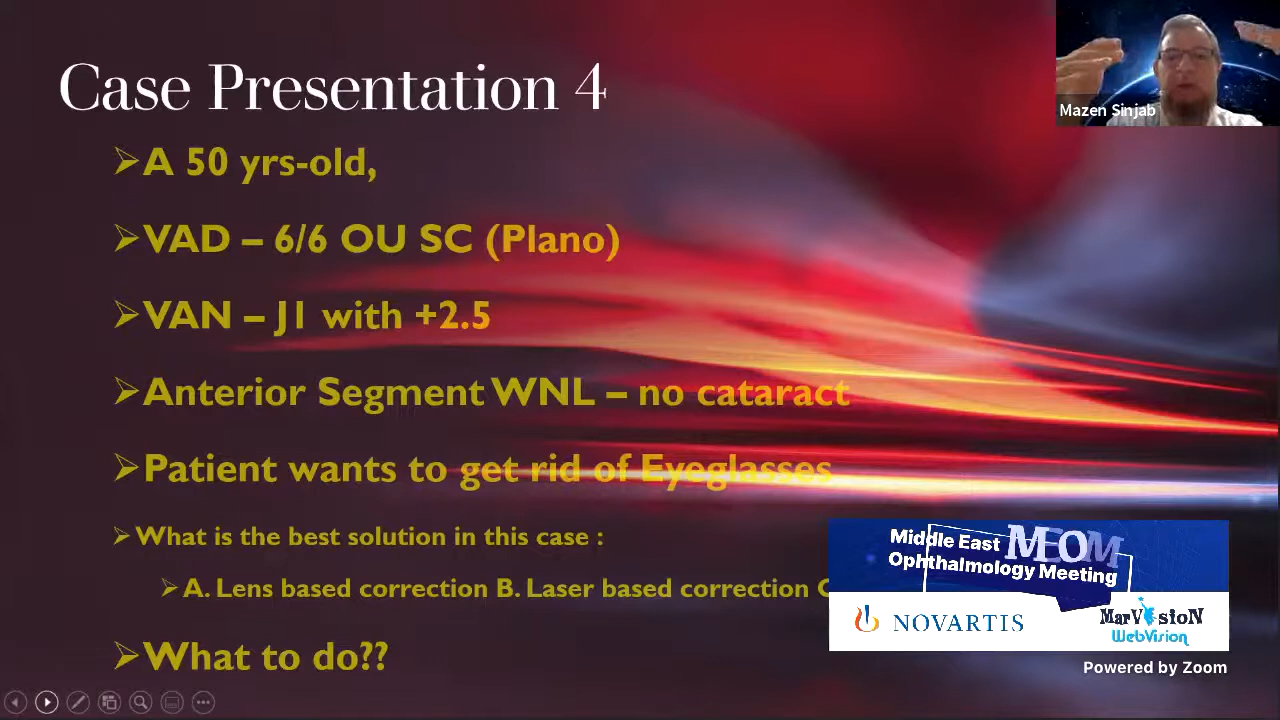 Case Presentation 4
Mazen Sinjab
A 50 yrs-old,
VAD – 6/6 OU SC (Plano)
VAN – J1 with +2.5
Anterior Segment WNL – no cataract
Patient wants to get rid of Eyeglasses
What is the best solution in this case :
A. Lens based correction B. Laser based correction
What to do??
Middle East MEOM
Ophthalmology Meeting
NOVARTIS
MarVision
WebVision
Powered by Zoom